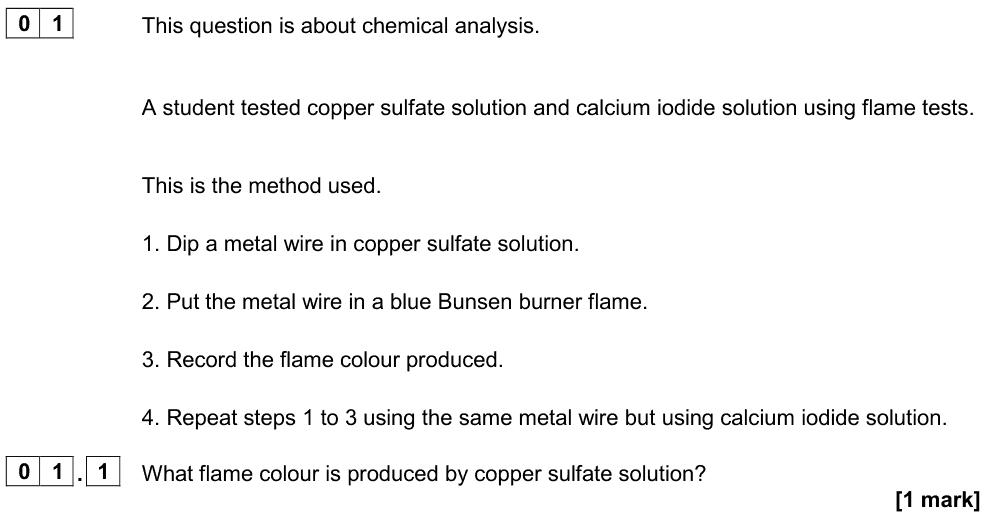 0 1 This question is about chemical analysis.
A student tested copper sulfate solution and calcium iodide solution using flame tests.
This is the method used.
1. Dip a metal wire in copper sulfate solution.
2. Put the metal wire in a blue Bunsen burner flame.
3. Record the flame colour produced.
4. Repeat steps 1 to 3 using the same metal wire but using calcium iodide solution.
0 1 . 1 What flame colour is produced by copper sulfate solution?
[1 mark]